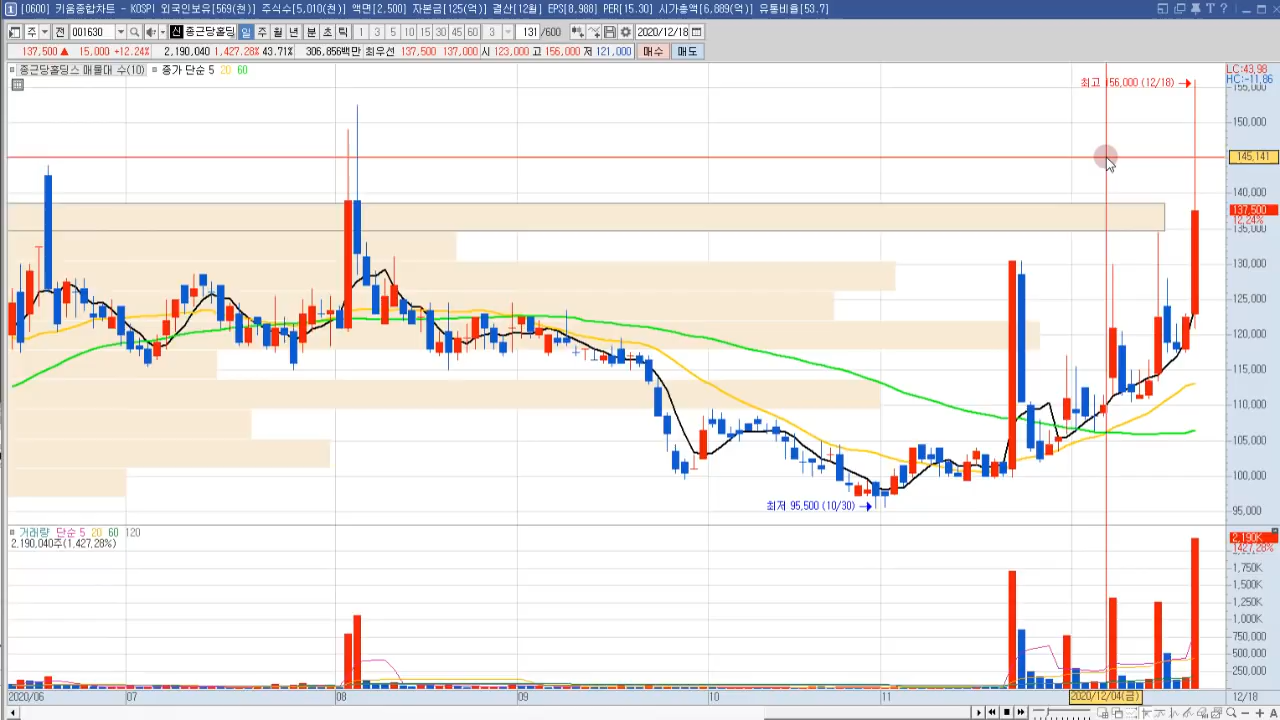 [0600] 키움종합차트 - KOSPI 외국인보유[569(천)] 주식수[5,010(천)] 액면[2,500] 자본금[125(억)] 결산[12월] EPS[8,988] PER[15.30] 시가총액[6,889(억)] 유통비율[53.7]
주 전 001630 신 종근당홀딩 일 주 월 년 분 초 틱 1 3 5 10 15 30 45 60 3 131 /600 2020/12/18
137,500 ▲ 15,000 +12.24% 2,190,040 1,427.28% 43.71% 306,856백만 최우선 137,500 137,000 시 123,000 고 156,000 저 121,000 매수 매도
종근당홀딩스 매물대 수(10) 종가 단순 5 20 60
LC:43.98
HC:-11.86
최고 156,000 (12/18)
155,000
150,000
145,141
140,000
137,500
12.24%
135,000
130,000
125,000
120,000
115,000
110,000
105,000
100,000
최저 95,500 (10/30)
95,000
거래량 단순 5 20 60 120
2,190,040주(1,427.28%)
2,190K
1427.28%
1,750K
1,500K
1,250K
1,000K
750,000
500,000
250,000
2020/06 07 08 09 10 11 2020/12/04(금) 12/18